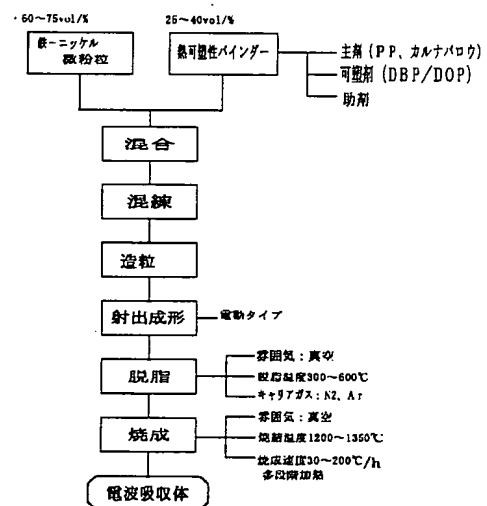 ・60～75vol/%
25～40vol/%
鉄－ニッケル
微粉粒
熱可塑性バインダー
主剤(PP、カルナバロウ)
可塑剤(DBP/DOP)
助剤
混合
混練
造粒
射出成形
電動タイプ
脱脂
雰囲気：真空
脱脂温度300～600℃
キャリアガス：N2、Ar
焼成
雰囲気：真空
焼結温度1200～1350℃
焼成速度30～200℃/h
多段階加熱
電波吸収体